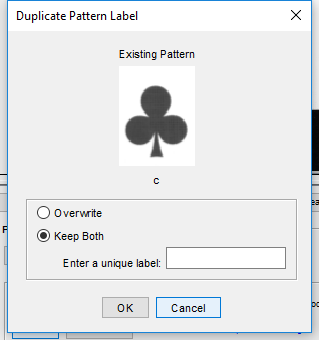 Duplicate Pattern Label
Existing Pattern
c
Overwrite
Keep Both
Enter a unique label:
OK
Cancel